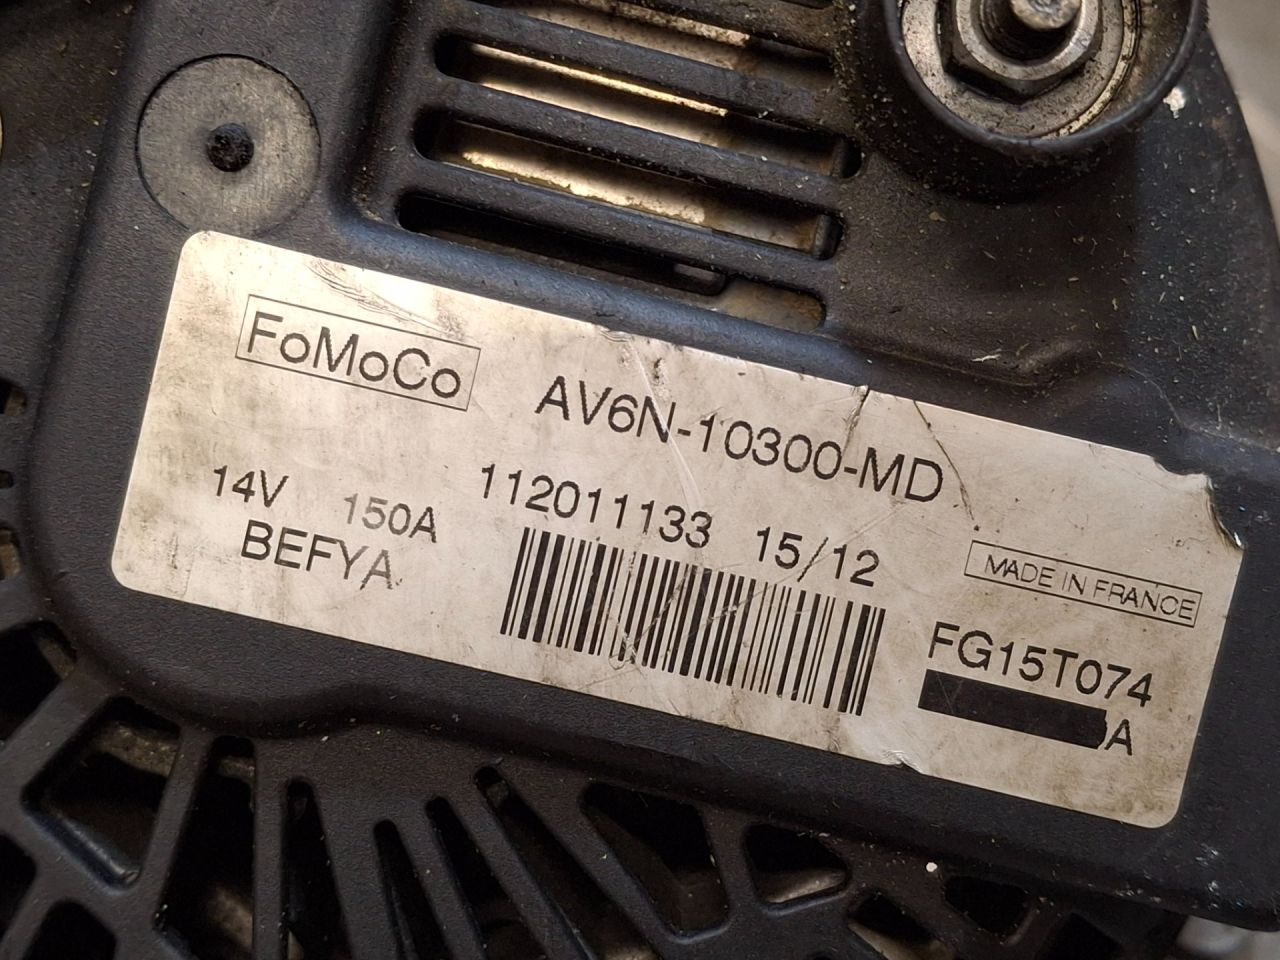 FoMoCo
AV6N-10300-MD
14V 150A 112011133 15/12
BEFYA
MADE IN FRANCE
FG15T074
A